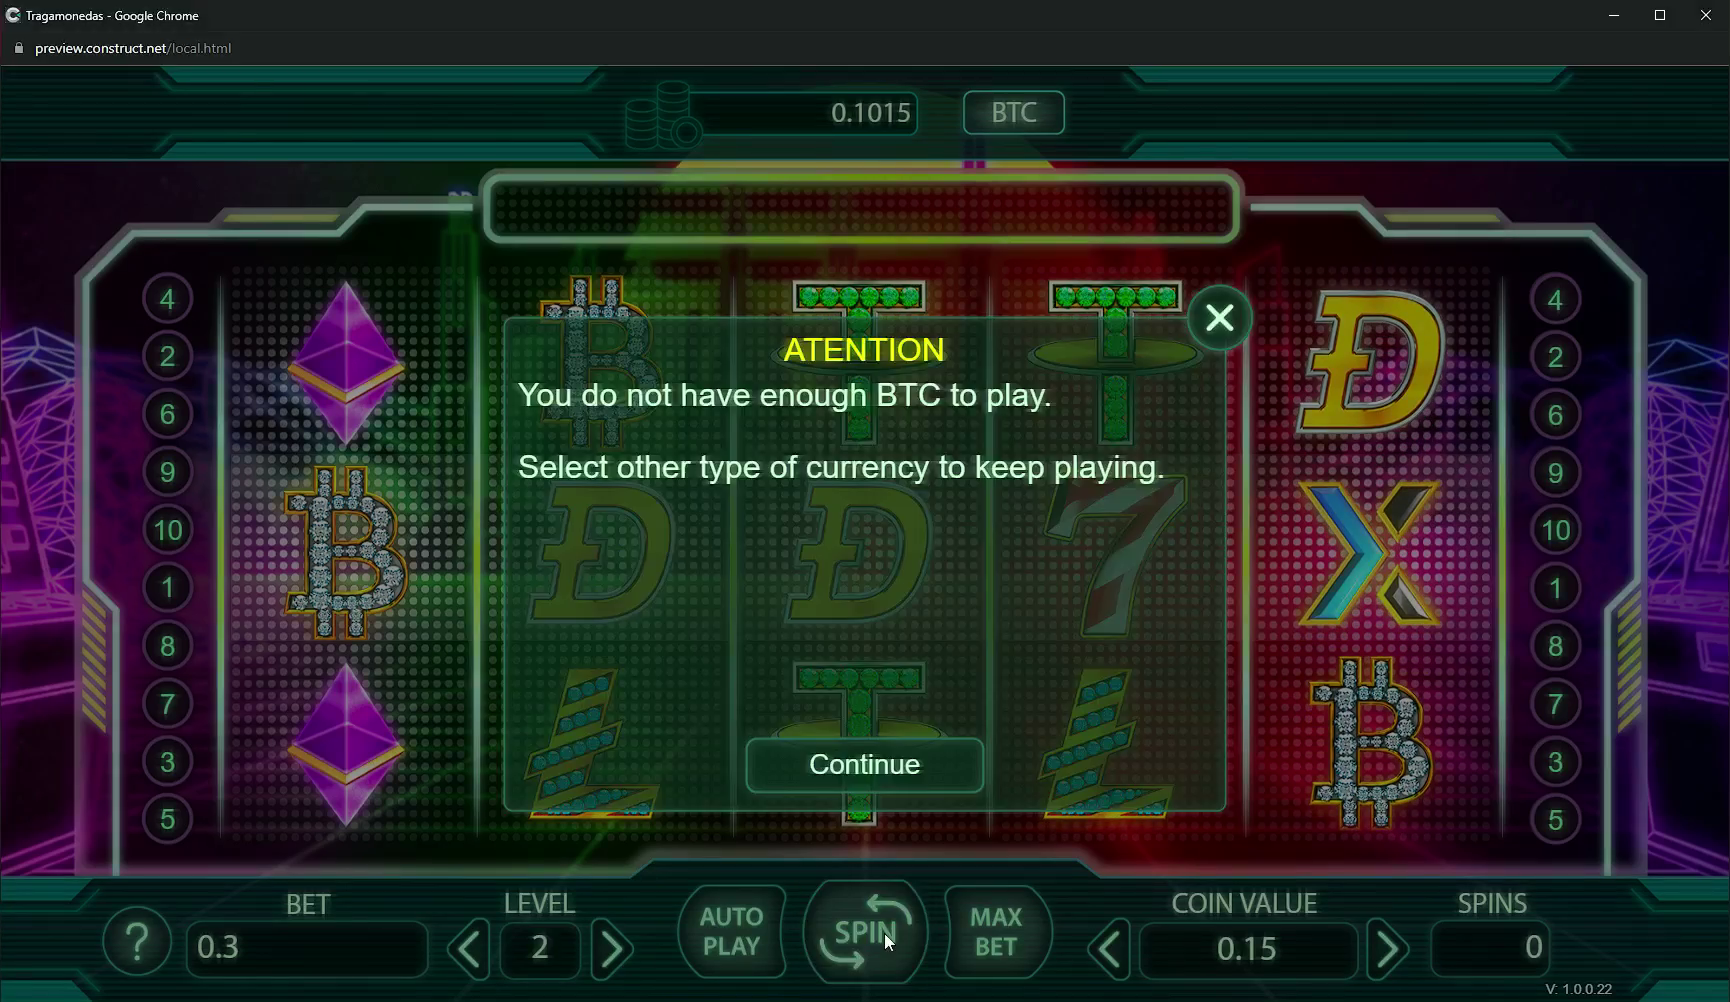 Tragamonedas - Google Chrome
preview.construct.net/local.html
0.1015 BTC
4 4
2 2
6 6
9 9
10 10
1 1
8 8
7 7
3 3
5 5
ATENTION
You do not have enough BTC to play.
Select other type of currency to keep playing.
Continue
BET LEVEL COIN VALUE SPINS
? 0.3 2 AUTO PLAY SPIN MAX BET 0.15 0
V: 1.0.0.22